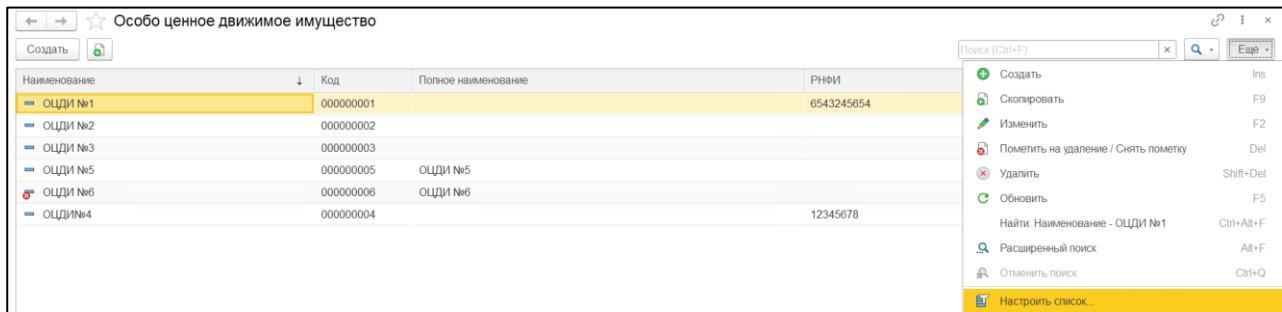 Особо ценное движимое имущество
Создать Поиск (Ctrl+F) × Еще
Наименование ↓ Код Полное наименование РНФИ
ОЦДИ №1 000000001 6543245654
ОЦДИ №2 000000002
ОЦДИ №3 000000003
ОЦДИ №5 000000005 ОЦДИ №5
ОЦДИ №6 000000006 ОЦДИ №6
ОЦДИ№4 000000004 12345678
Создать Ins
Скопировать F9
Изменить F2
Пометить на удаление / Снять пометку Del
Удалить Shift+Del
Обновить F5
Найти: Наименование - ОЦДИ №1 Ctrl+Alt+F
Расширенный поиск Alt+F
Отменить поиск Ctrl+Q
Настроить список...